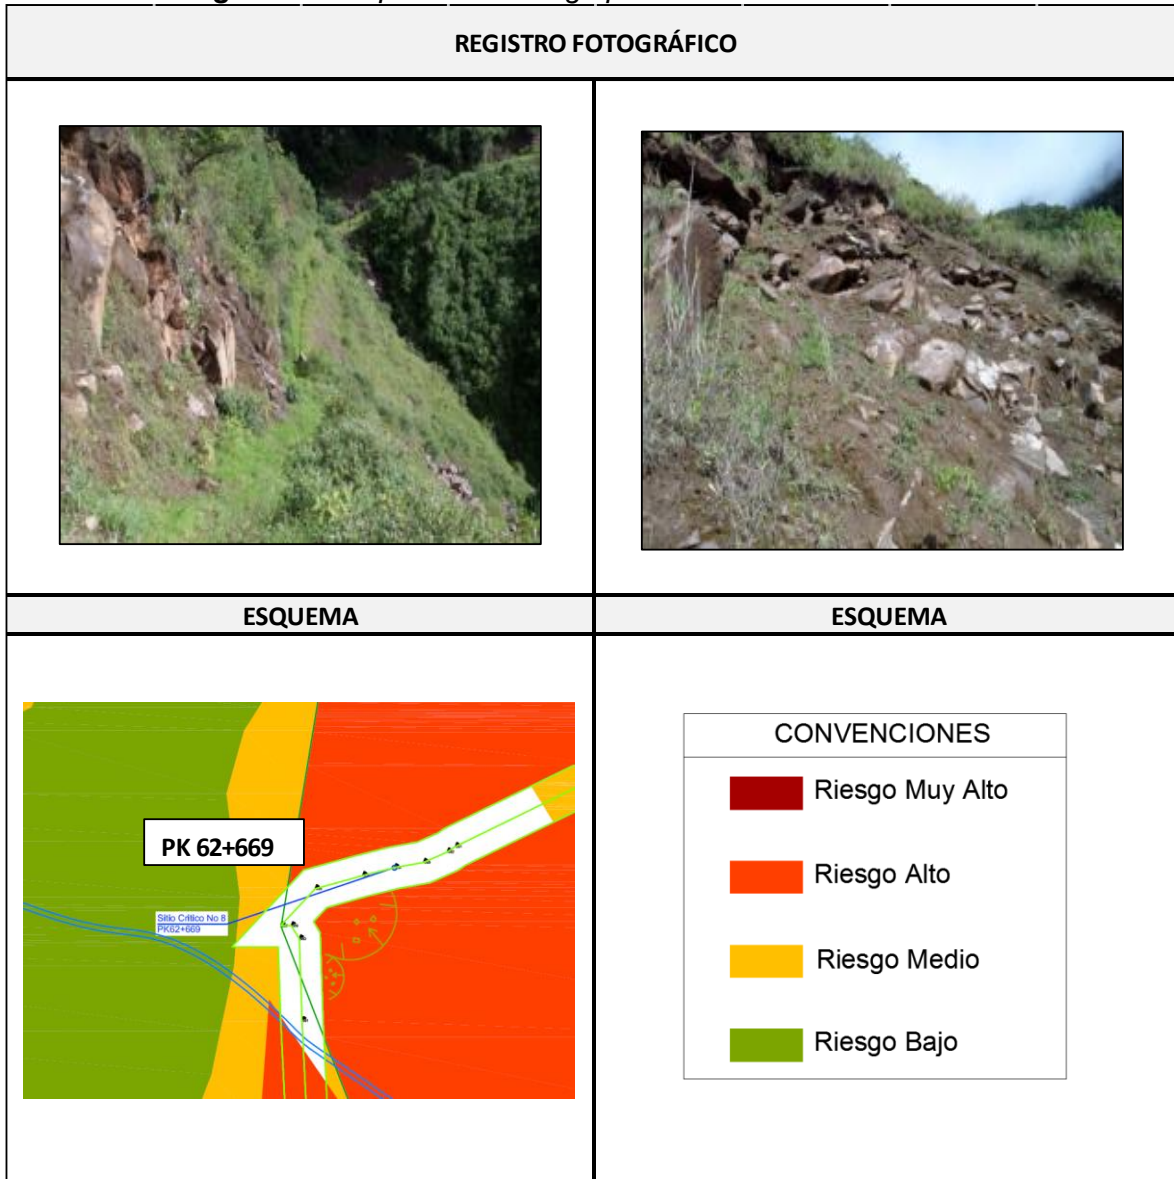 REGISTRO FOTOGRÁFICO
ESQUEMA
ESQUEMA
PK 62+669
Sitio Critico No 8
PK62+669
CONVENCIONES
Riesgo Muy Alto
Riesgo Alto
Riesgo Medio
Riesgo Bajo